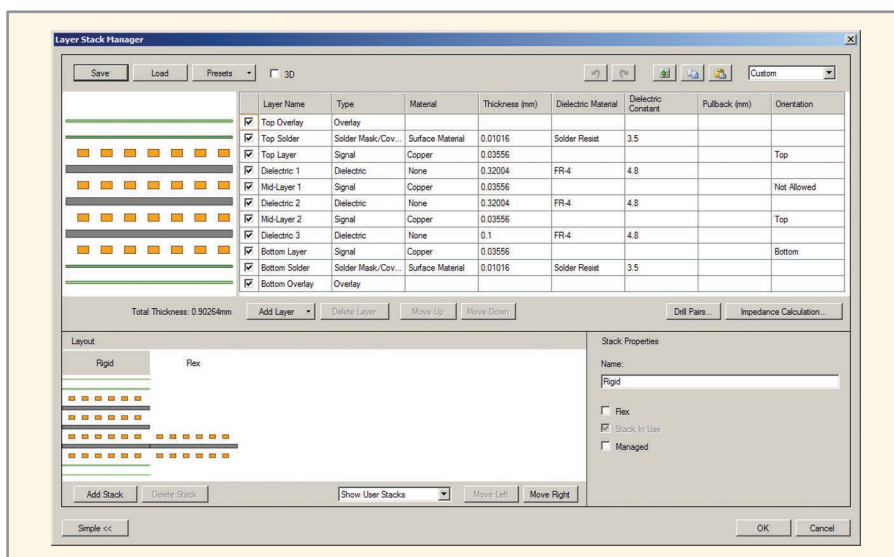 Layer Stack Manager
Save Load Presets 3D Custom
Layer Name Type Material Thickness (mm) Dielectric Material Dielectric Constant Pullback (mm) Orientation
Top Overlay Overlay
Top Solder Solder Mask/Cov... Surface Material 0.01016 Solder Resist 3.5
Top Layer Signal Copper 0.03556 Top
Dielectric 1 Dielectric None 0.32004 FR-4 4.8
Mid-Layer 1 Signal Copper 0.03556 Not Allowed
Dielectric 2 Dielectric None 0.32004 FR-4 4.8
Mid-Layer 2 Signal Copper 0.03556 Top
Dielectric 3 Dielectric None 0.1 FR-4 4.8
Bottom Layer Signal Copper 0.03556 Bottom
Bottom Solder Solder Mask/Cov... Surface Material 0.01016 Solder Resist 3.5
Bottom Overlay Overlay
Total Thickness: 0.90264mm Add Layer Delete Layer Move Up Move Down Drill Pairs... Impedance Calculation...
Layout
Rigid Flex
Stack Properties
Name:
Rigid
Flex
Stack In Use
Managed
Add Stack Delete Stack Show User Stacks Move Left Move Right
Simple << OK Cancel